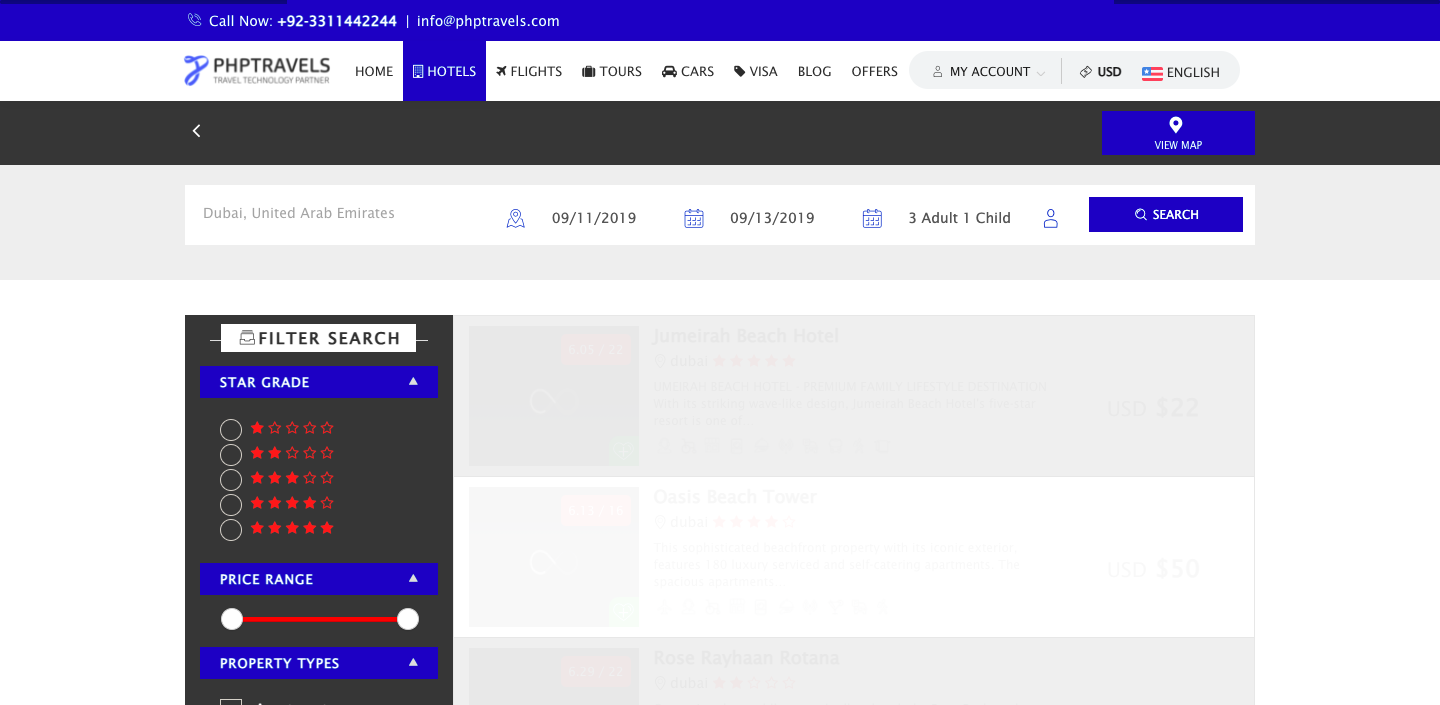 Call Now: +92-3311442244 | info@phptravels.com
PHPTRAVELS
TRAVEL TECHNOLOGY PARTNER
HOME HOTELS FLIGHTS TOURS CARS VISA BLOG OFFERS MY ACCOUNT USD ENGLISH
VIEW MAP
Dubai, United Arab Emirates 09/11/2019 09/13/2019 3 Adult 1 Child SEARCH
FILTER SEARCH
STAR GRADE
PRICE RANGE
PROPERTY TYPES
Jumeirah Beach Hotel
dubai
UMEIRAH BEACH HOTEL - PREMIUM FAMILY LIFESTYLE DESTINATION
With its striking wave-like design, Jumeirah Beach Hotel's five-star
resort is one of
USD $22
Oasis Beach Tower
dubai
This sophisticated beachfront property with its iconic exterior,
features 180 luxury serviced and self-catering apartments. The
spacious apartments
USD $50
Rose Rayhaan Rotana
dubai